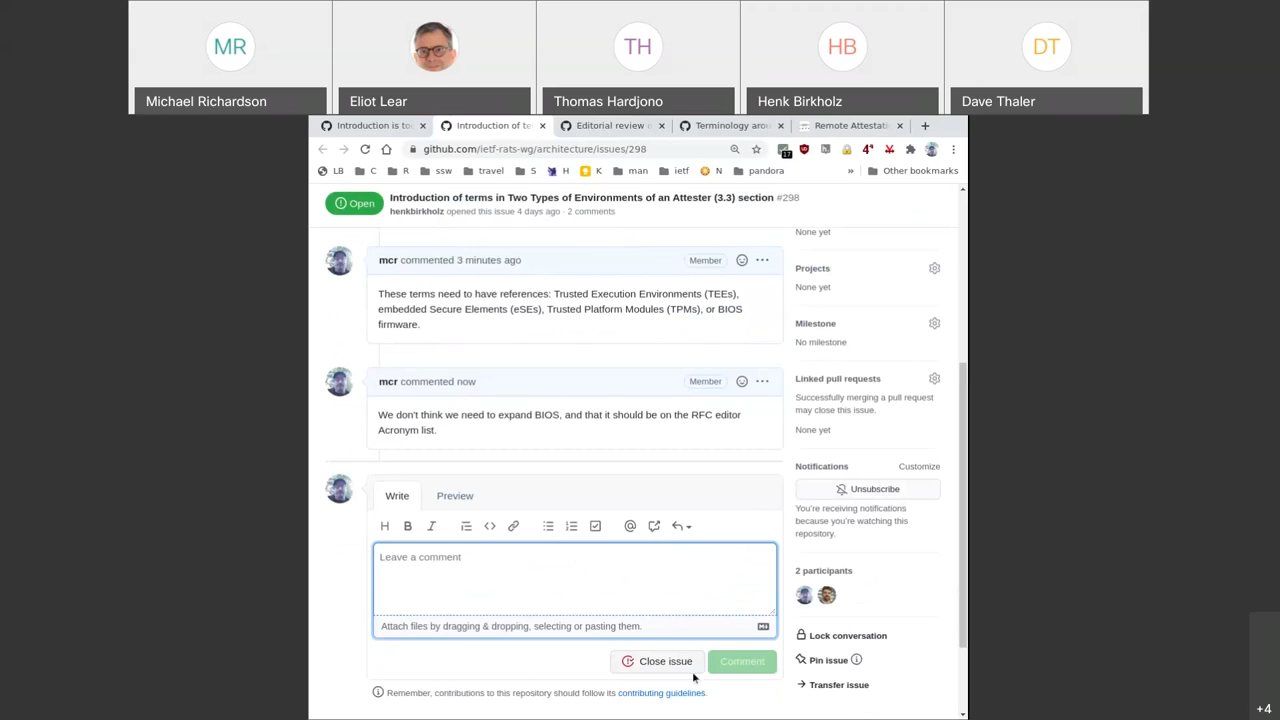 MR
TH
HB
DT
Michael Richardson
Eliot Lear
Thomas Hardjono
Henk Birkholz
Dave Thaler
Introduction is too
Introduction of te
Editorial review o
Terminology arou
Remote Attestati
github.com/ietf-rats-wg/architecture/issues/298
17
LB
C
R
ssw
travel
S
H
K
man
ietf
N
pandora
»
Other bookmarks
Open
Introduction of terms in Two Types of Environments of an Attester (3.3) section #298
henkbirkholz opened this issue 4 days ago · 2 comments
None yet
mcr commented 3 minutes ago
Member
These terms need to have references: Trusted Execution Environments (TEEs),
embedded Secure Elements (eSEs), Trusted Platform Modules (TPMs), or BIOS
firmware.
mcr commented now
Member
We don't think we need to expand BIOS, and that it should be on the RFC editor
Acronym list.
Write
Preview
Leave a comment
Attach files by dragging & dropping, selecting or pasting them.
Close issue
Comment
Remember, contributions to this repository should follow its contributing guidelines.
Projects
None yet
Milestone
No milestone
Linked pull requests
Successfully merging a pull request
may close this issue.
None yet
Notifications
Customize
Unsubscribe
You're receiving notifications
because you're watching this
repository.
2 participants
Lock conversation
Pin issue
Transfer issue
+4